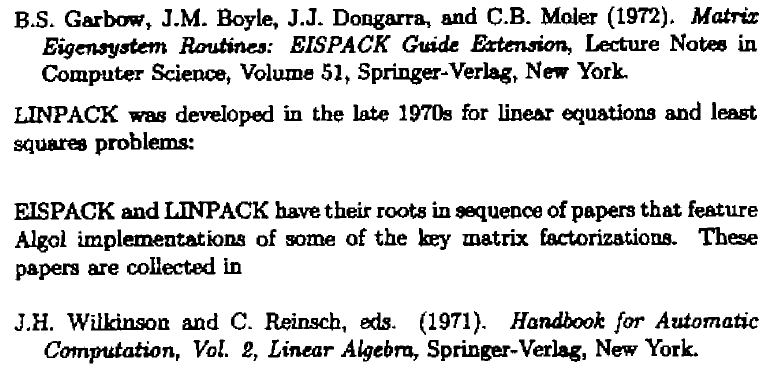 B.S. Garbow, J.M. Boyle, J.J. Dongarra, and C.B. Moler (1972). Matrix
Eigensystem Routines: EISPACK Guide Extension, Lecture Notes in
Computer Science, Volume 51, Springer-Verlag, New York.
LINPACK was developed in the late 1970s for linear equations and least
squares problems:
EISPACK and LINPACK have their roots in sequence of papers that feature
Algol implementations of some of the key matrix factorizations. These
papers are collected in
J.H. Wilkinson and C. Reinsch, eds. (1971). Handbook for Automatic
Computation, Vol. 2, Linear Algebra, Springer-Verlag, New York.